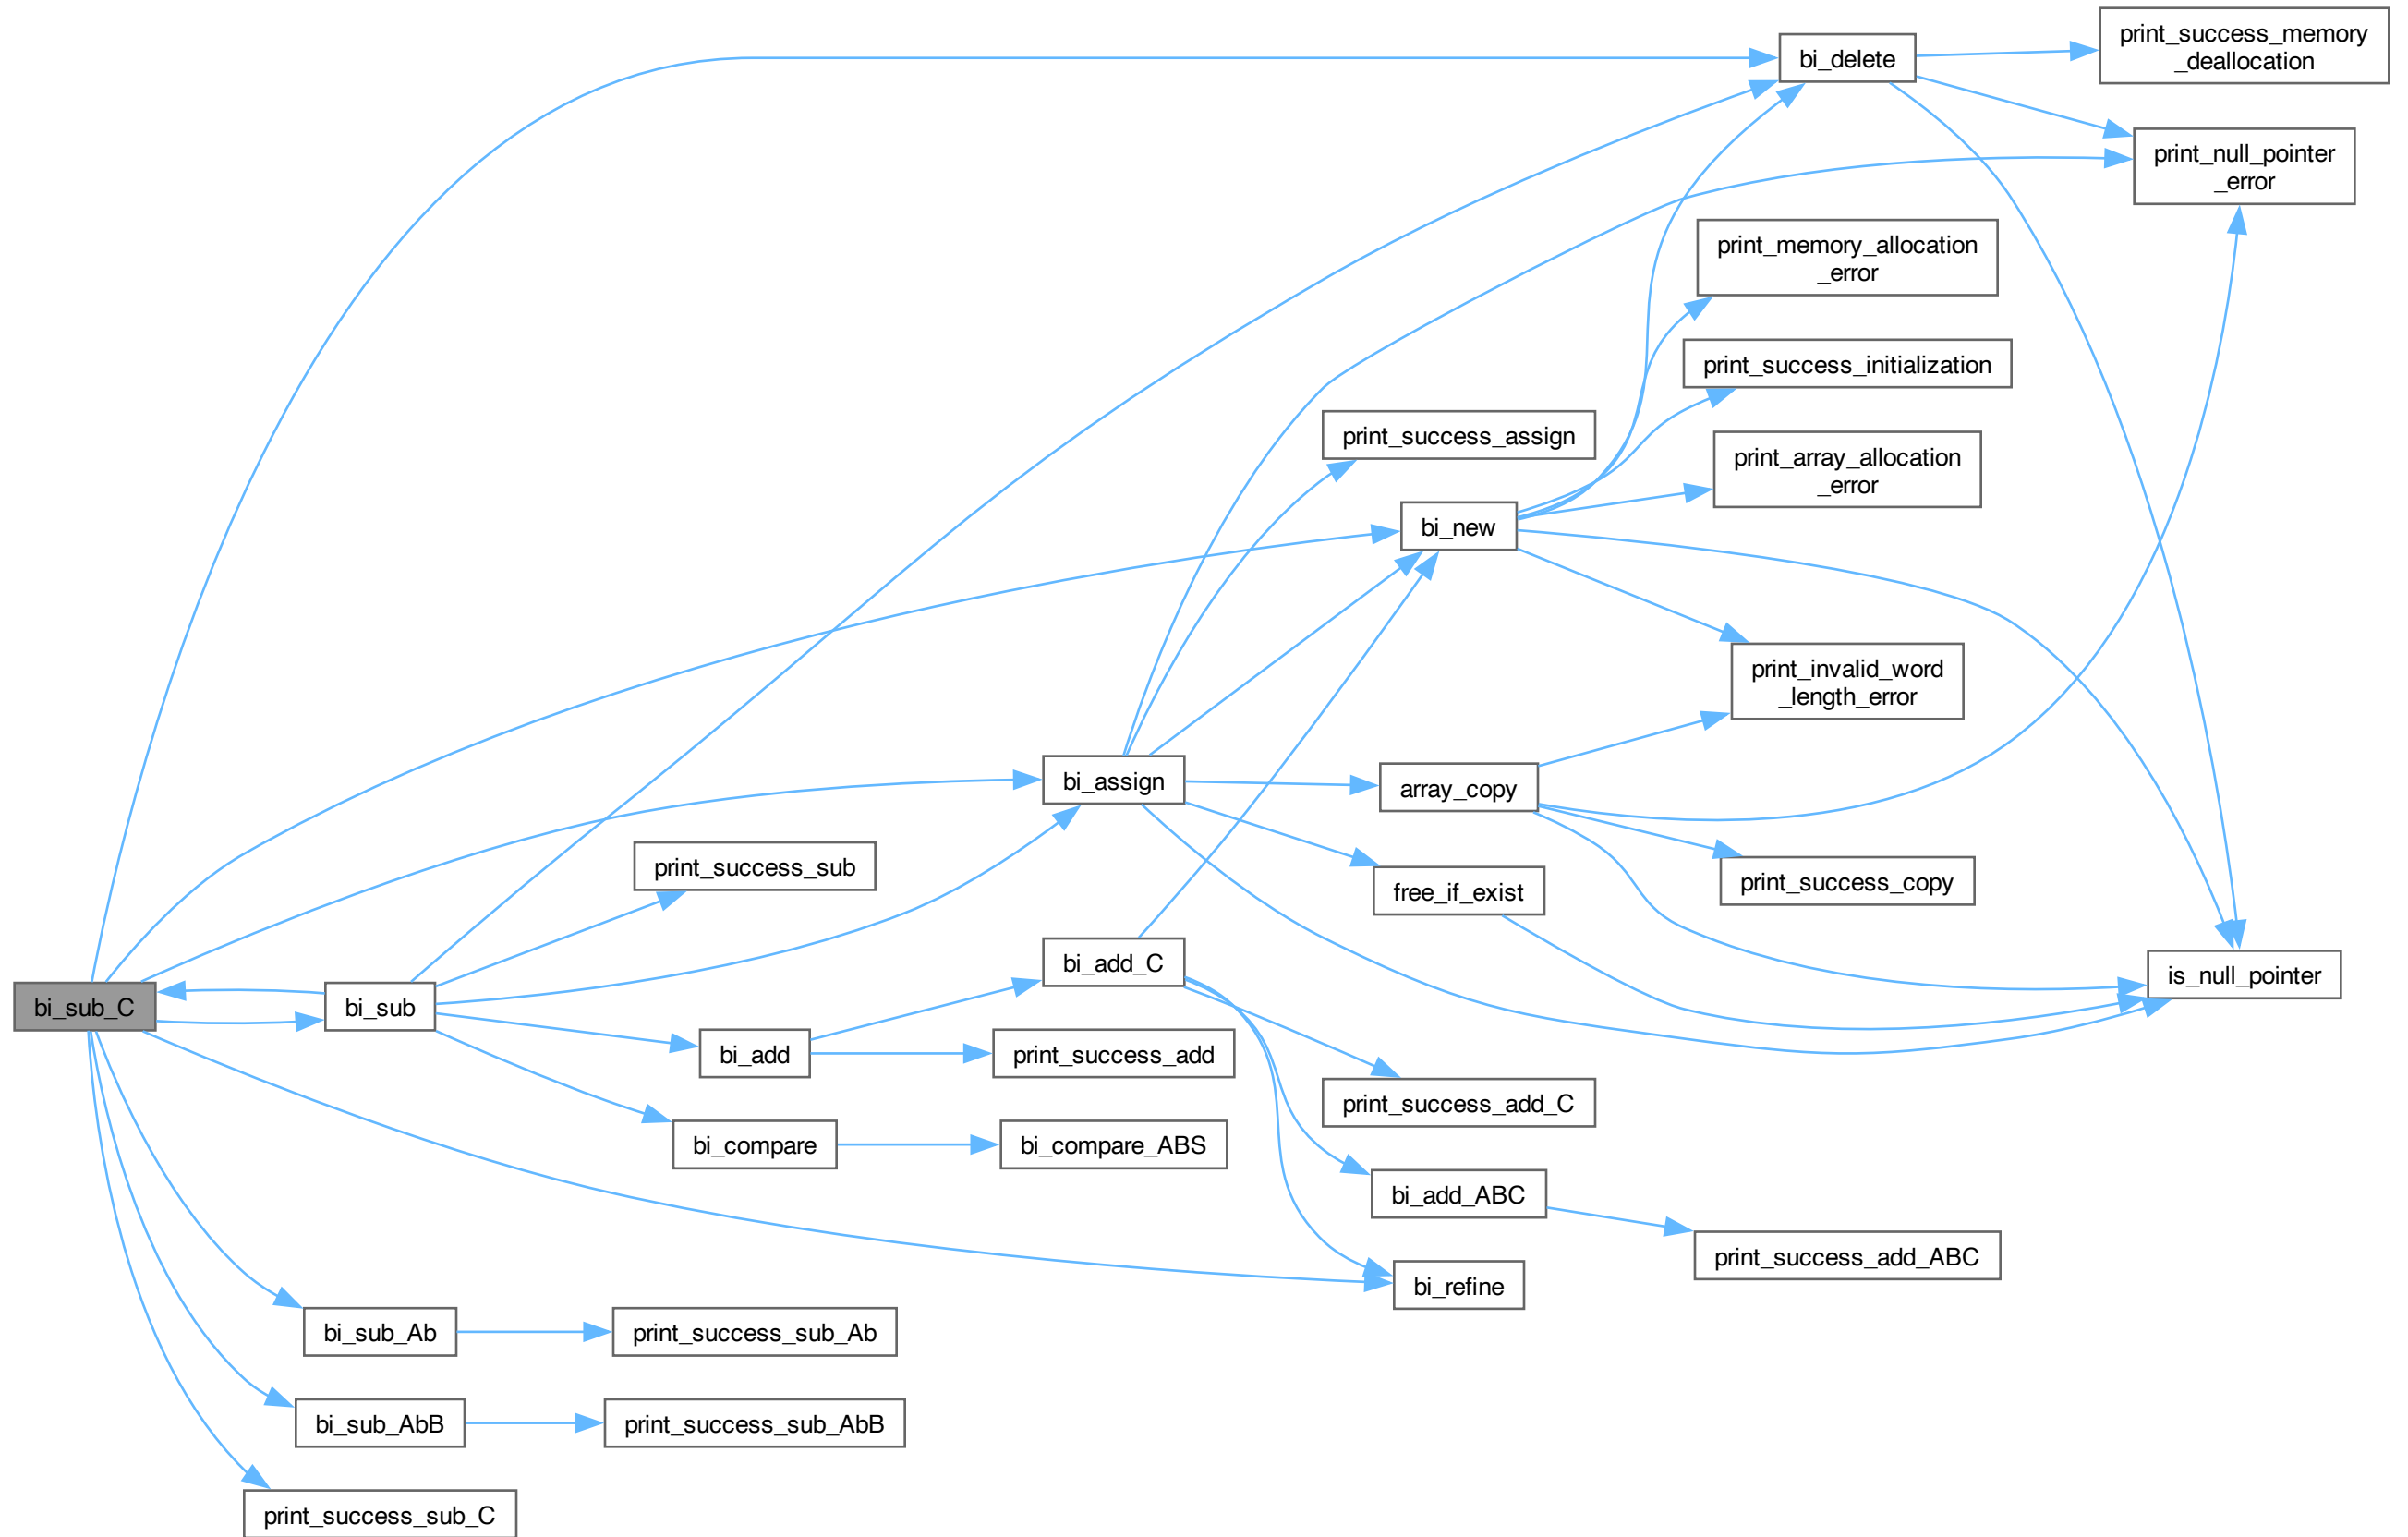 print_success_memory
_deallocation
bi_delete
print_null_pointer
_error
print_memory_allocation
_error
print_success_initialization
print_success_assign
print_array_allocation
_error
bi_new
print_invalid_word
_length_error
bi_assign
array_copy
print_success_sub
print_success_copy
free_if_exist
bi_add_C
is_null_pointer
bi_sub_C
bi_sub
bi_add
print_success_add
print_success_add_C
bi_compare
bi_compare_ABS
bi_add_ABC
print_success_add_ABC
bi_refine
bi_sub_Ab
print_success_sub_Ab
bi_sub_AbB
print_success_sub_AbB
print_success_sub_C